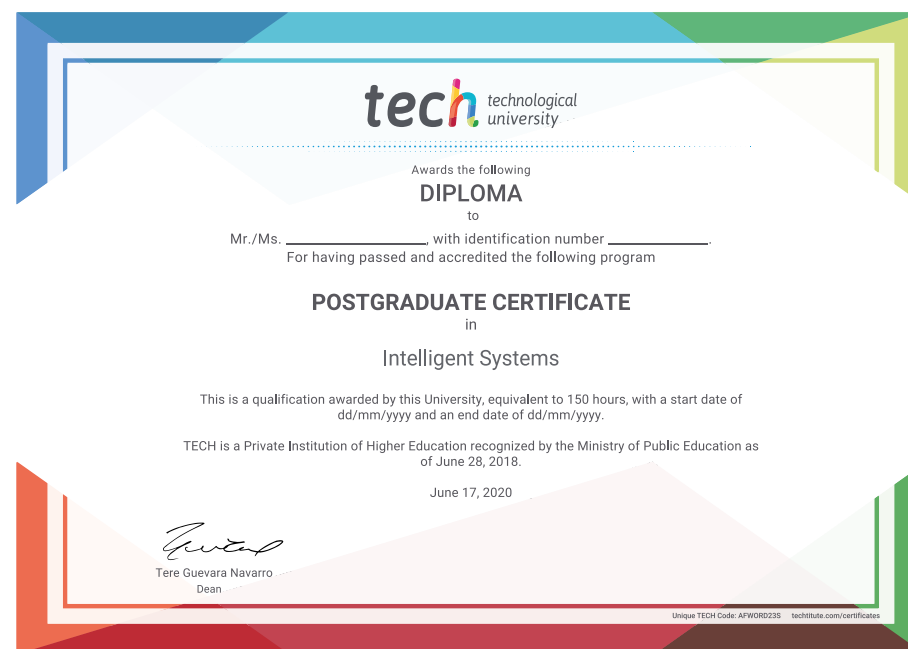 tech technological
university
Awards the following
DIPLOMA
to
Mr./Ms. ____________________, with identification number ______________.
For having passed and accredited the following program
POSTGRADUATE CERTIFICATE
in
Intelligent Systems
This is a qualification awarded by this University, equivalent to 150 hours, with a start date of
dd/mm/yyyy and an end date of dd/mm/yyyy.
TECH is a Private Institution of Higher Education recognized by the Ministry of Public Education as
of June 28, 2018.
June 17, 2020
Tere Guevara Navarro
Dean
Unique TECH Code: AFWORD23S techtitute.com/certificates